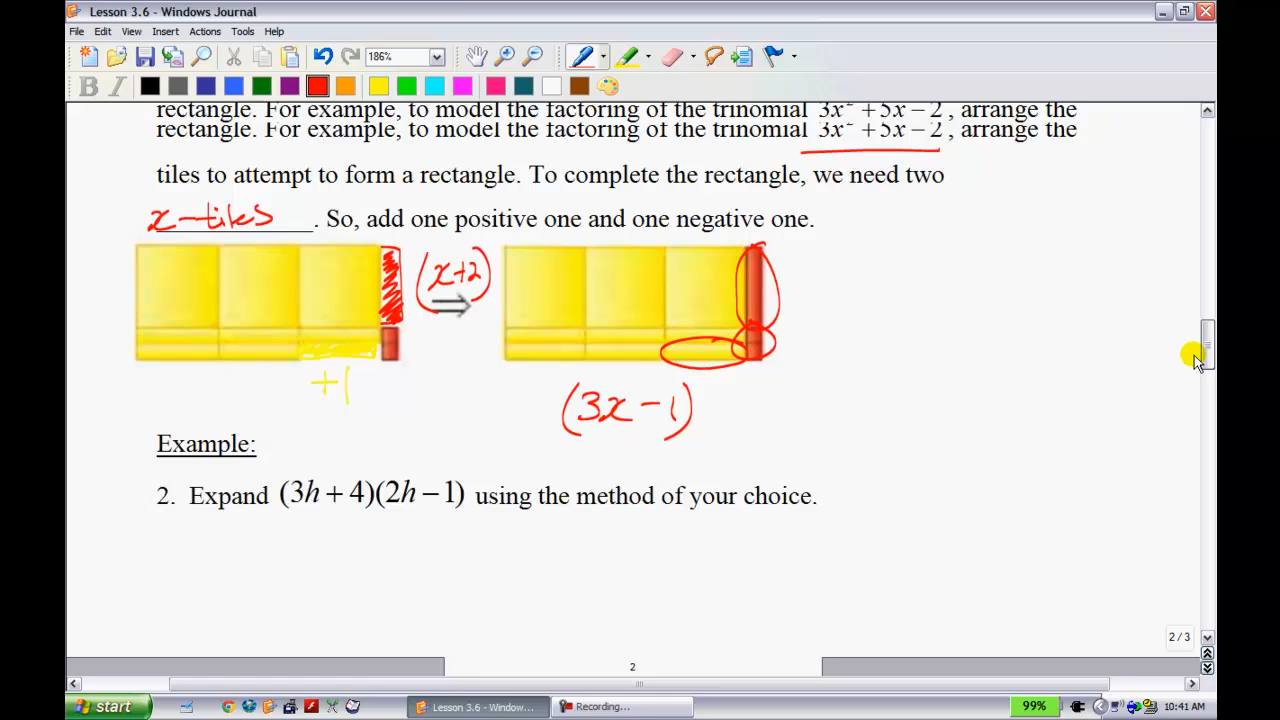 Lesson 3.6 - Windows Journal
File Edit View Insert Actions Tools Help
186%
B I
rectangle. For example, to model the factoring of the trinomial 3x² + 5x − 2, arrange the
rectangle. For example, to model the factoring of the trinomial 3x² + 5x − 2, arrange the
tiles to attempt to form a rectangle. To complete the rectangle, we need two
x-tiles. So, add one positive one and one negative one.
(x+2)
+1
(3x − 1)
Example:
2. Expand (3h + 4)(2h − 1) using the method of your choice.
2/3
2
start
Lesson 3.6 - Window...
Recording...
99%
10:41 AM